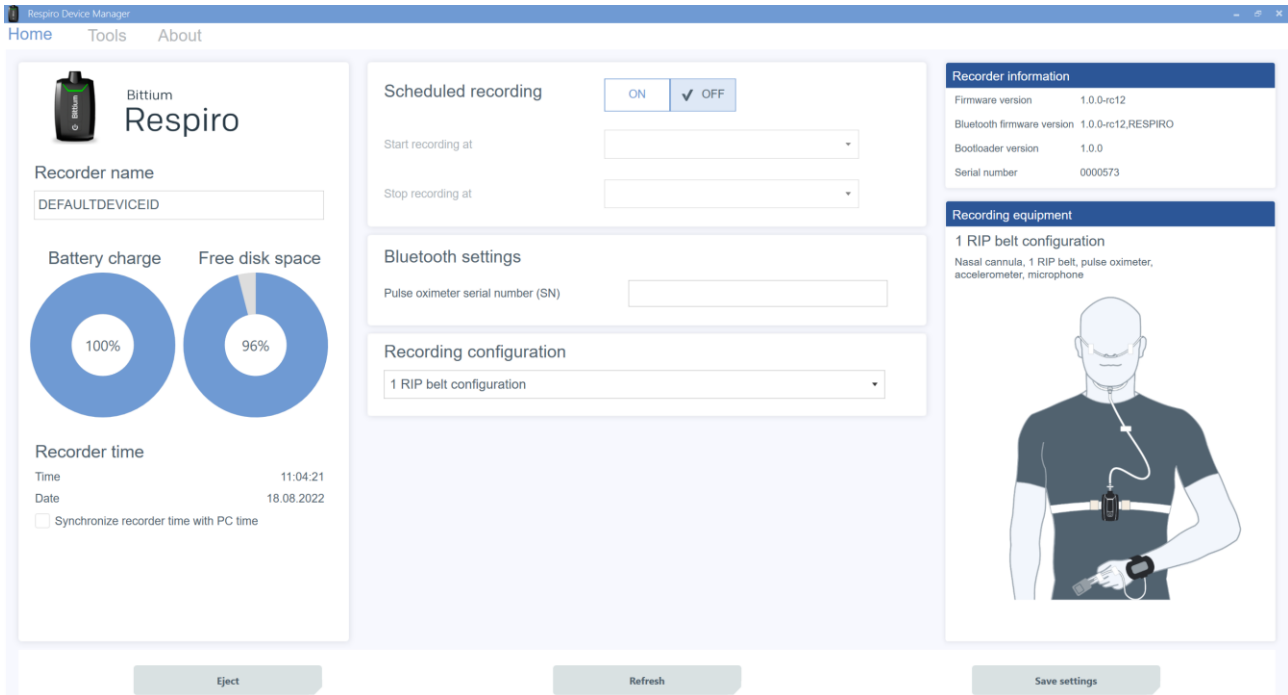 Respiro Device Manager
Home Tools About
Bittium
Respiro
Bittium
Recorder name
DEFAULTDEVICEID
Battery charge Free disk space
100% 96%
Recorder time
Time 11:04:21
Date 18.08.2022
Synchronize recorder time with PC time
Scheduled recording ON OFF
Start recording at
Stop recording at
Bluetooth settings
Pulse oximeter serial number (SN)
Recording configuration
1 RIP belt configuration
Recorder information
Firmware version 1.0.0-rc12
Bluetooth firmware version 1.0.0-rc12,RESPIRO
Bootloader version 1.0.0
Serial number 0000573
Recording equipment
1 RIP belt configuration
Nasal cannula, 1 RIP belt, pulse oximeter,
accelerometer, microphone
Eject Refresh Save settings